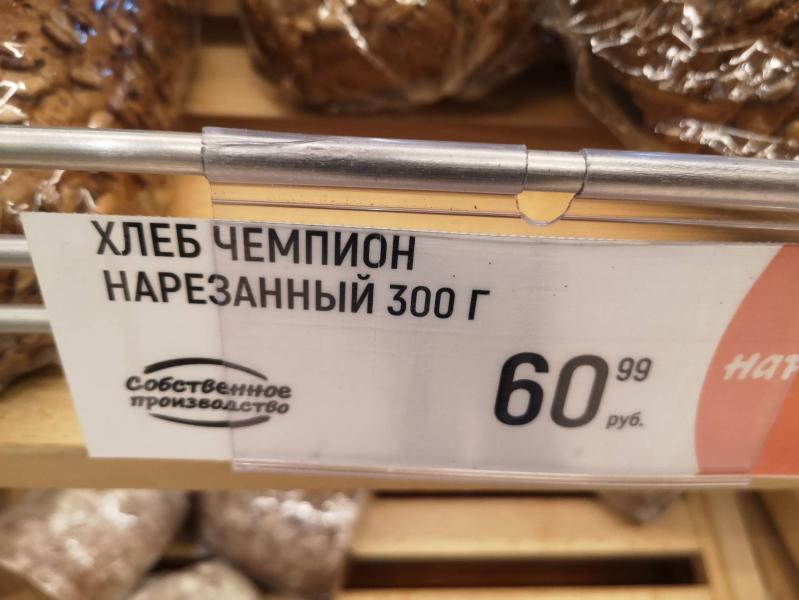 ХЛЕБ ЧЕМПИОН
НАРЕЗАННЫЙ 300 Г
Собственное
производство
60 99
руб.